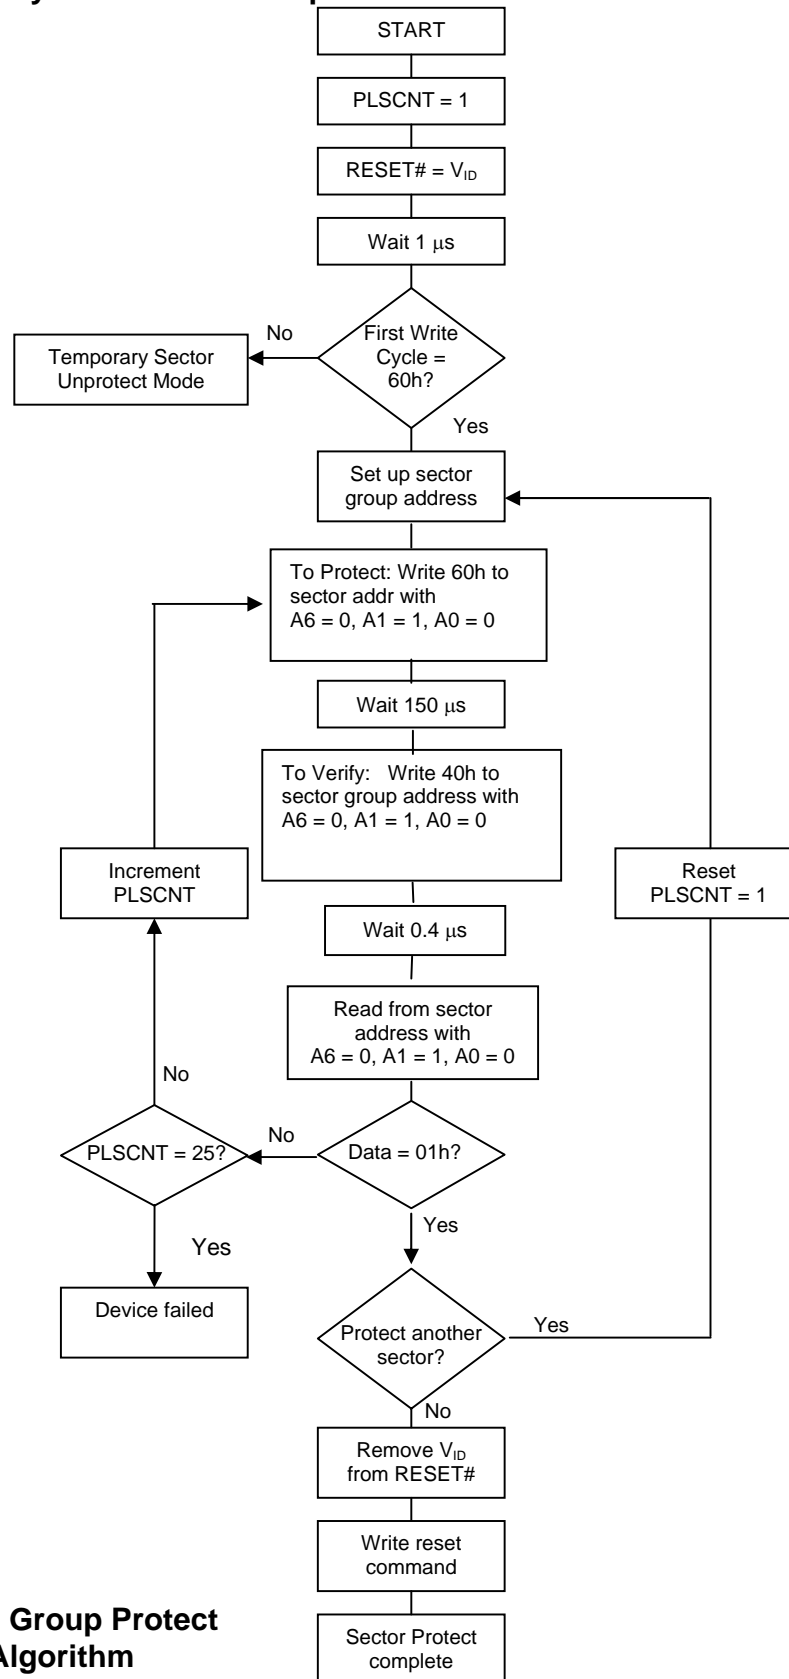 START
PLSCNT = 1
RESET# = VID
Wait 1 μs
First Write
Cycle =
60h?
No
Temporary Sector
Unprotect Mode
Yes
Set up sector
group address
To Protect: Write 60h to
sector addr with
A6 = 0, A1 = 1, A0 = 0
Wait 150 μs
To Verify: Write 40h to
sector group address with
A6 = 0, A1 = 1, A0 = 0
Increment
PLSCNT
Reset
PLSCNT = 1
Wait 0.4 μs
Read from sector
address with
A6 = 0, A1 = 1, A0 = 0
No
PLSCNT = 25?
No
Data = 01h?
Yes
Yes
Device failed
Protect another
sector?
Yes
No
Remove VID
from RESET#
Write reset
command
Sector Protect
complete
Group Protect
Algorithm